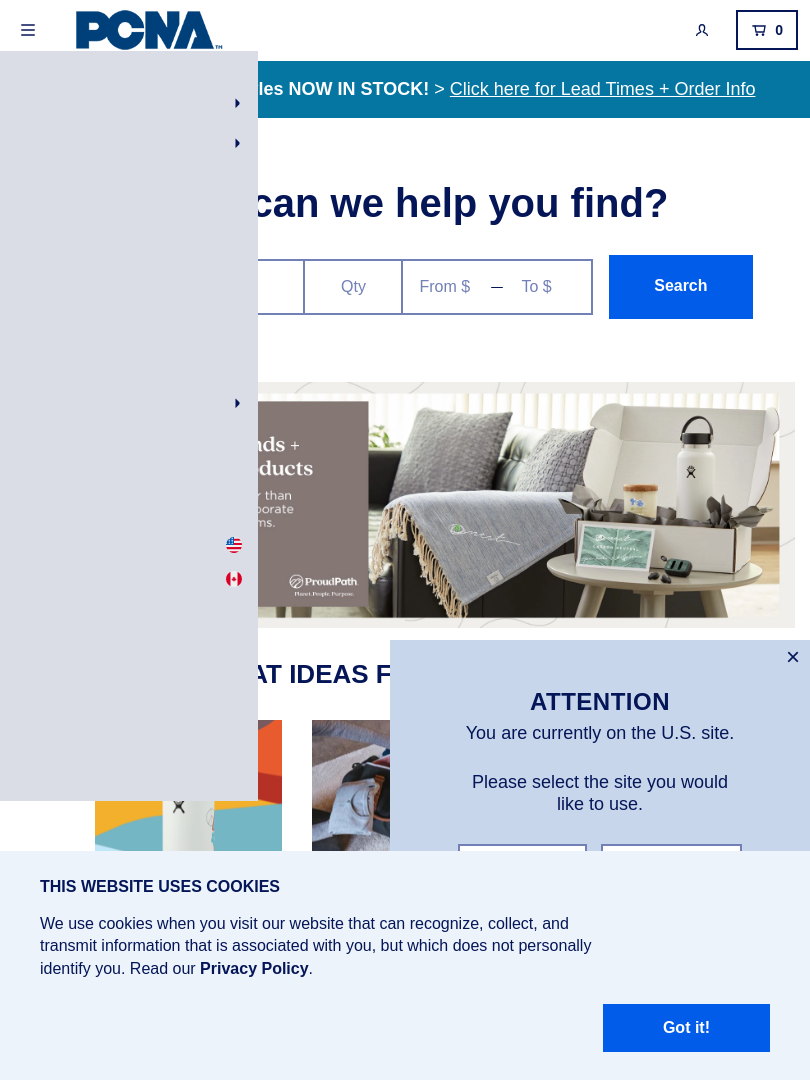 PCNA™
0
les NOW IN STOCK! > Click here for Lead Times + Order Info
can we help you find?
Qty
From $ — To $
Search
nds +
ducts
r than
orate
ms.
ProudPath
Planet. People. Purpose.
AT IDEAS F
ATTENTION
You are currently on the U.S. site.
Please select the site you would
like to use.
THIS WEBSITE USES COOKIES
We use cookies when you visit our website that can recognize, collect, and
transmit information that is associated with you, but which does not personally
identify you. Read our Privacy Policy.
Got it!